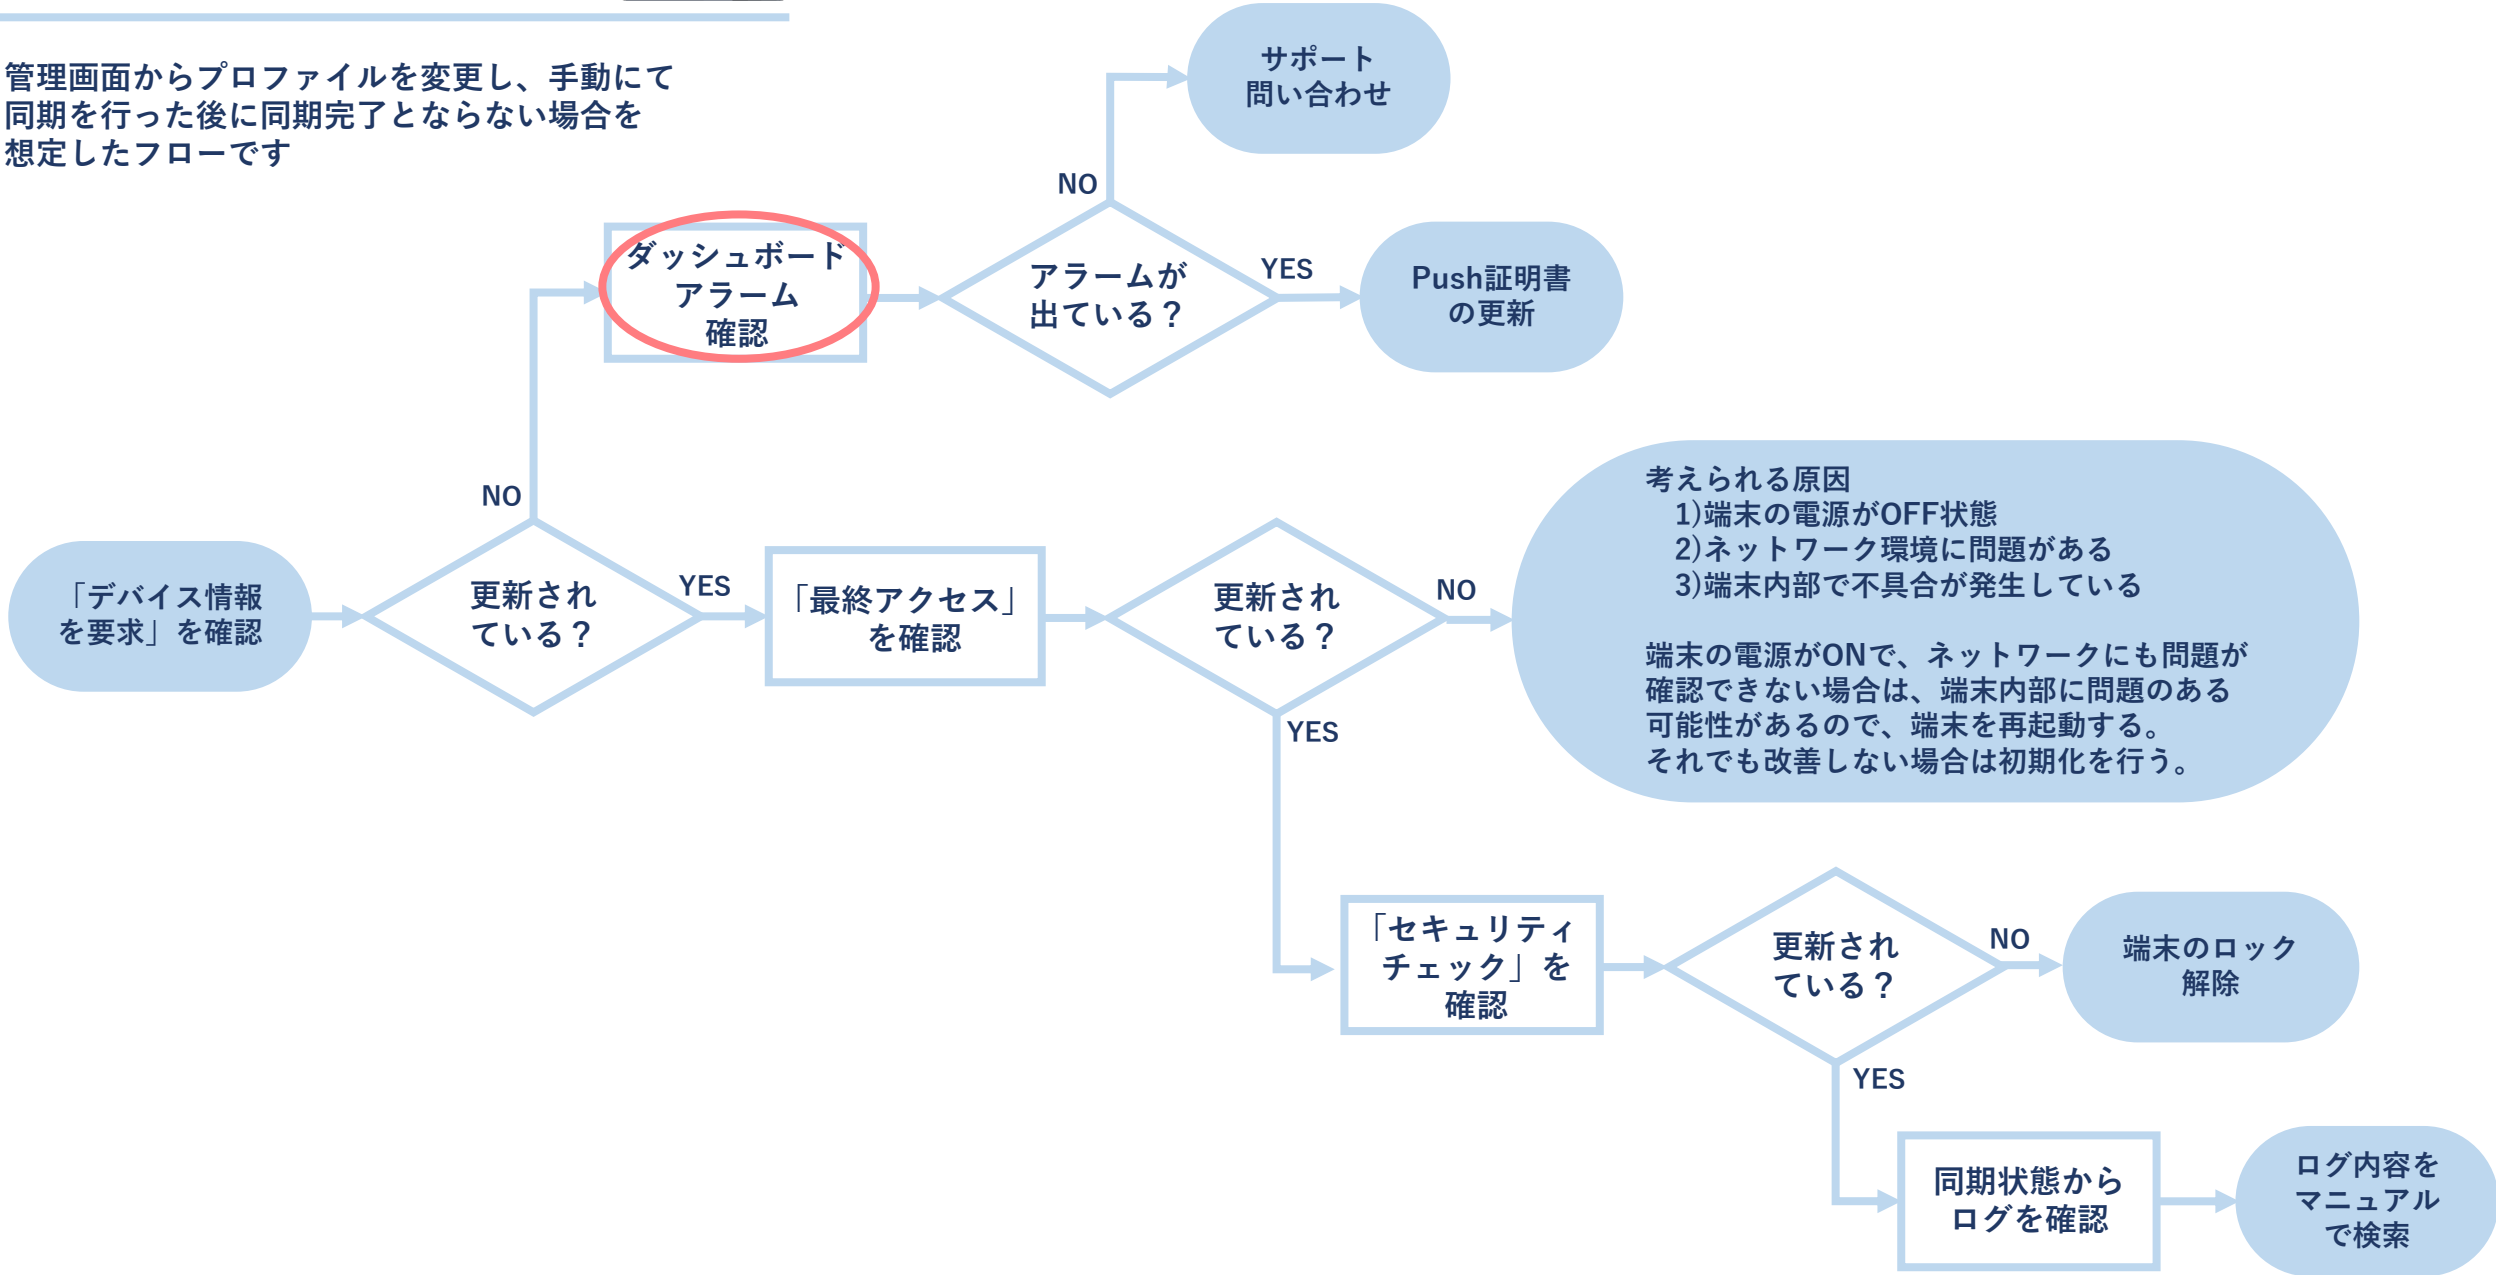 管理画面からプロファイルを変更し、手動にて
同期を行った後に同期完了とならない場合を
想定したフローです
サポート
問い合わせ
NO
ダッシュボード
アラーム
確認
アラームが
出ている？
YES
Push証明書
の更新
NO
「デバイス情報
を要求」を確認
更新され
ている？
YES
「最終アクセス」
を確認
更新され
ている？
NO
考えられる原因
1)端末の電源がOFF状態
2)ネットワーク環境に問題がある
3)端末内部で不具合が発生している
端末の電源がONで、ネットワークにも問題が
確認できない場合は、端末内部に問題のある
可能性があるので、端末を再起動する。
それでも改善しない場合は初期化を行う。
YES
「セキュリティ
チェック」を
確認
更新され
ている？
NO
端末のロック
解除
YES
同期状態から
ログを確認
ログ内容を
マニュアル
で検索